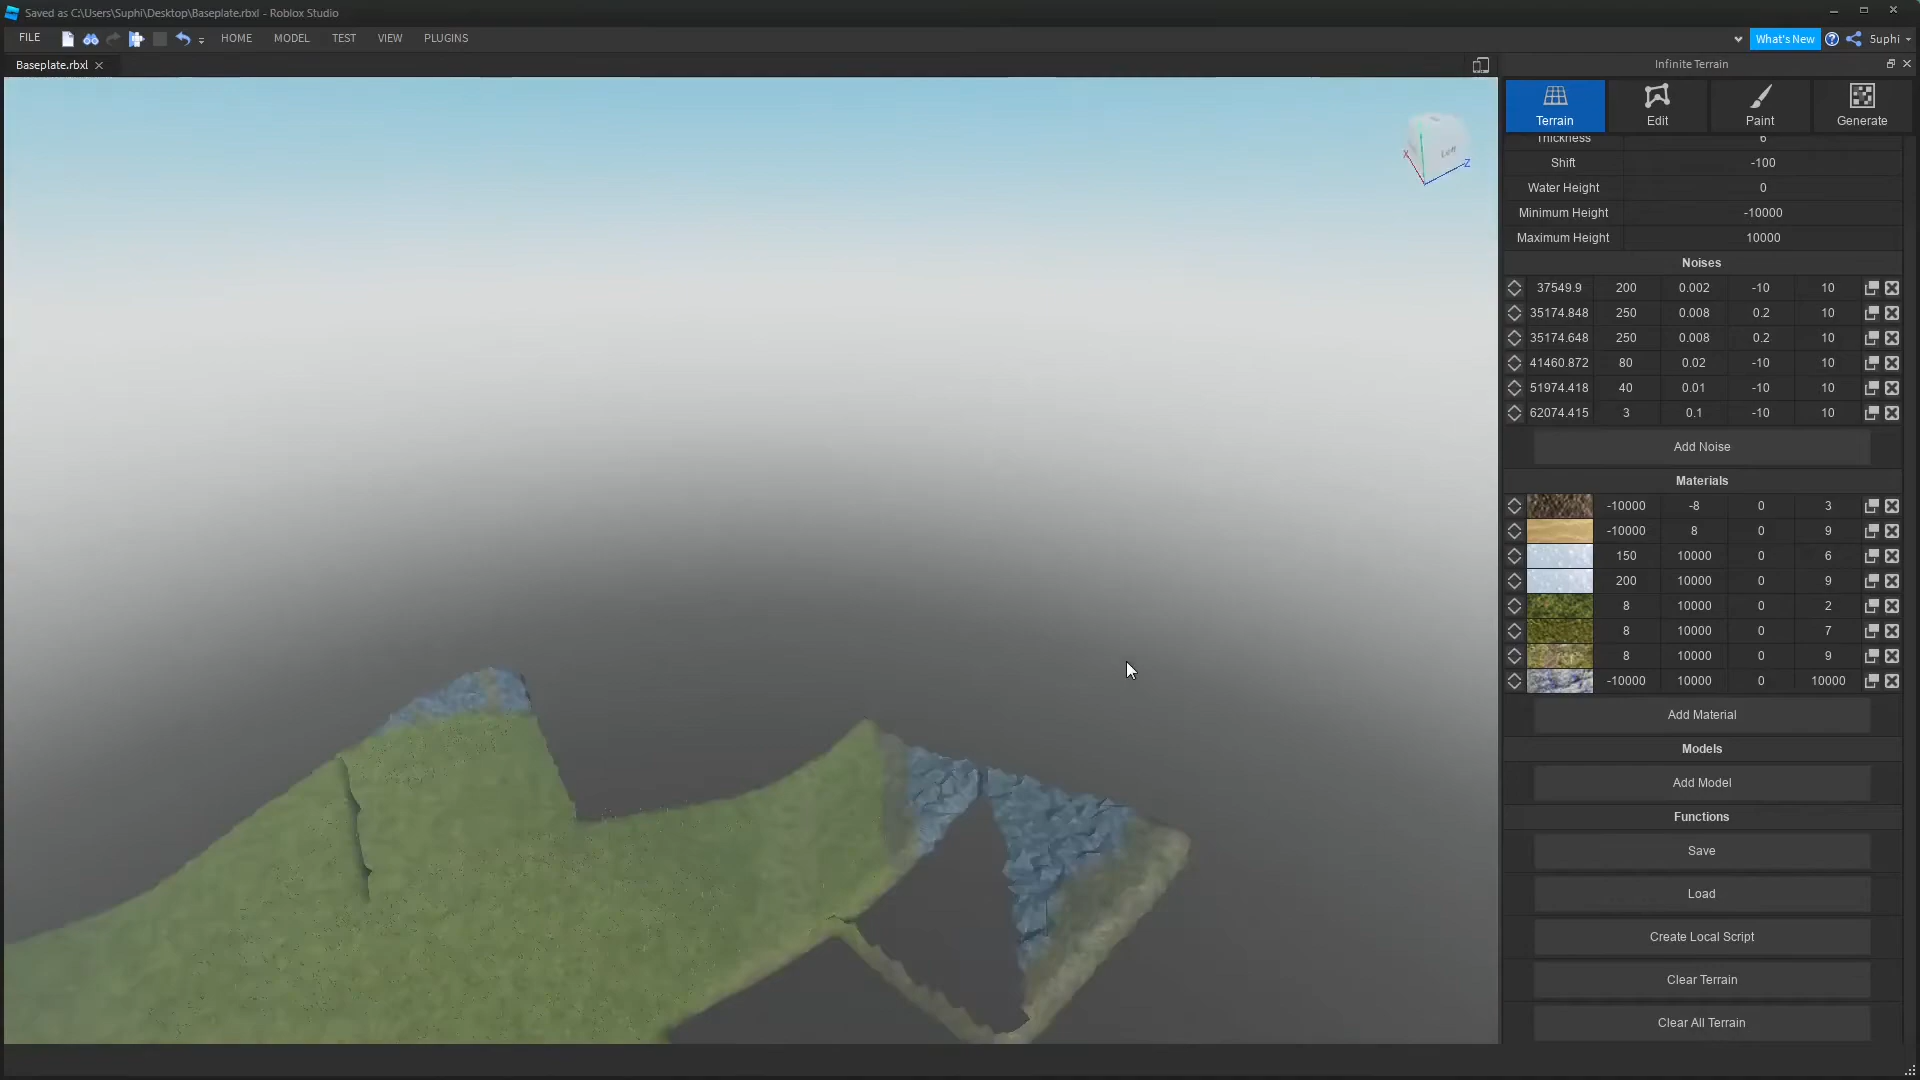 Saved as C:\Users\Suphi\Desktop\Baseplate.rbxl - Roblox Studio
FILE HOME MODEL TEST VIEW PLUGINS What's New 5uphi
Baseplate.rbxl
Infinite Terrain
Terrain Edit Paint Generate
Thickness 6
Shift -100
Water Height 0
Minimum Height -10000
Maximum Height 10000
Noises
37549.9 200 0.002 -10 10
35174.848 250 0.008 0.2 10
35174.648 250 0.008 0.2 10
41460.872 80 0.02 -10 10
51974.418 40 0.01 -10 10
62074.415 3 0.1 -10 10
Add Noise
Materials
-10000 -8 0 3
-10000 8 0 9
150 10000 0 6
200 10000 0 9
8 10000 0 2
8 10000 0 7
8 10000 0 9
-10000 10000 0 10000
Add Material
Models
Add Model
Functions
Save
Load
Create Local Script
Clear Terrain
Clear All Terrain
X
Left
Z